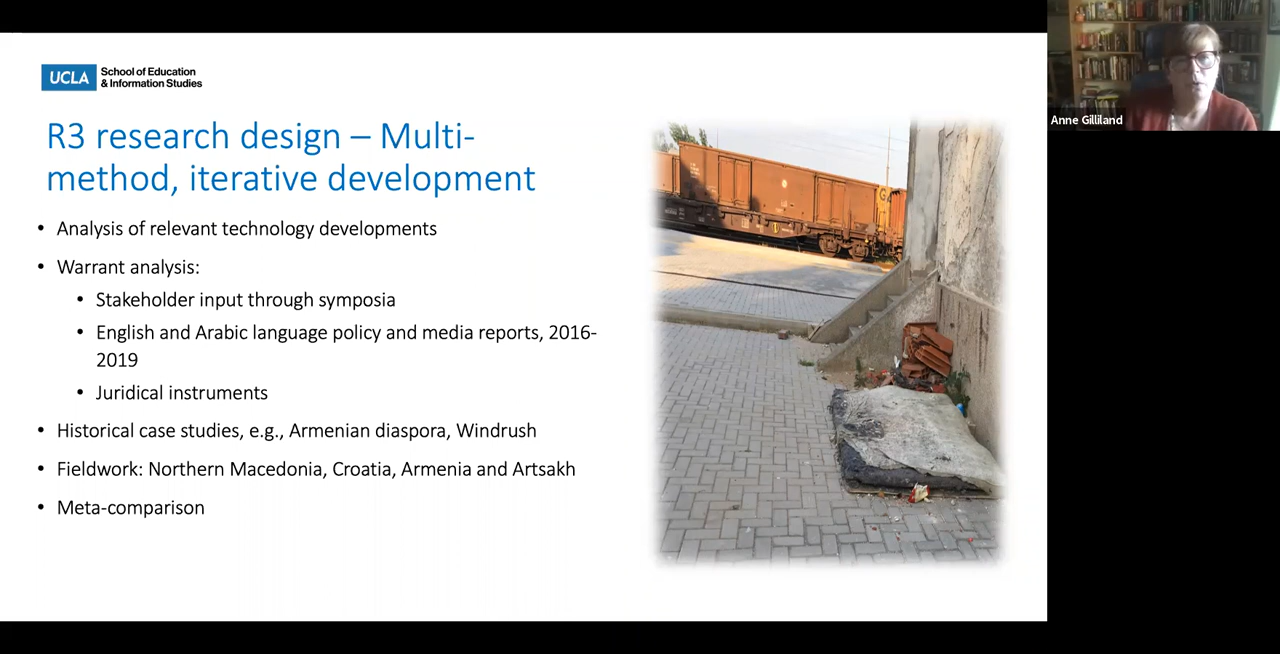 UCLA School of Education
& Information Studies
R3 research design – Multi-
method, iterative development
• Analysis of relevant technology developments
• Warrant analysis:
• Stakeholder input through symposia
• English and Arabic language policy and media reports, 2016-
2019
• Juridical instruments
• Historical case studies, e.g., Armenian diaspora, Windrush
• Fieldwork: Northern Macedonia, Croatia, Armenia and Artsakh
• Meta-comparison
Anne Gilliland